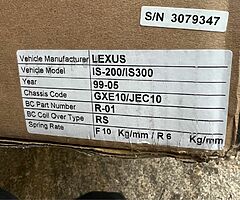 S/N 3079347
Vehicle Manufacturer LEXUS
Vehicle Model IS-200/IS300
Year 99-05
Chassis Code GXE10/JEC10
BC Part Number R-01
BC Coil Over Type RS
Spring Rate F 10 Kg/mm / R 6 Kg/mm